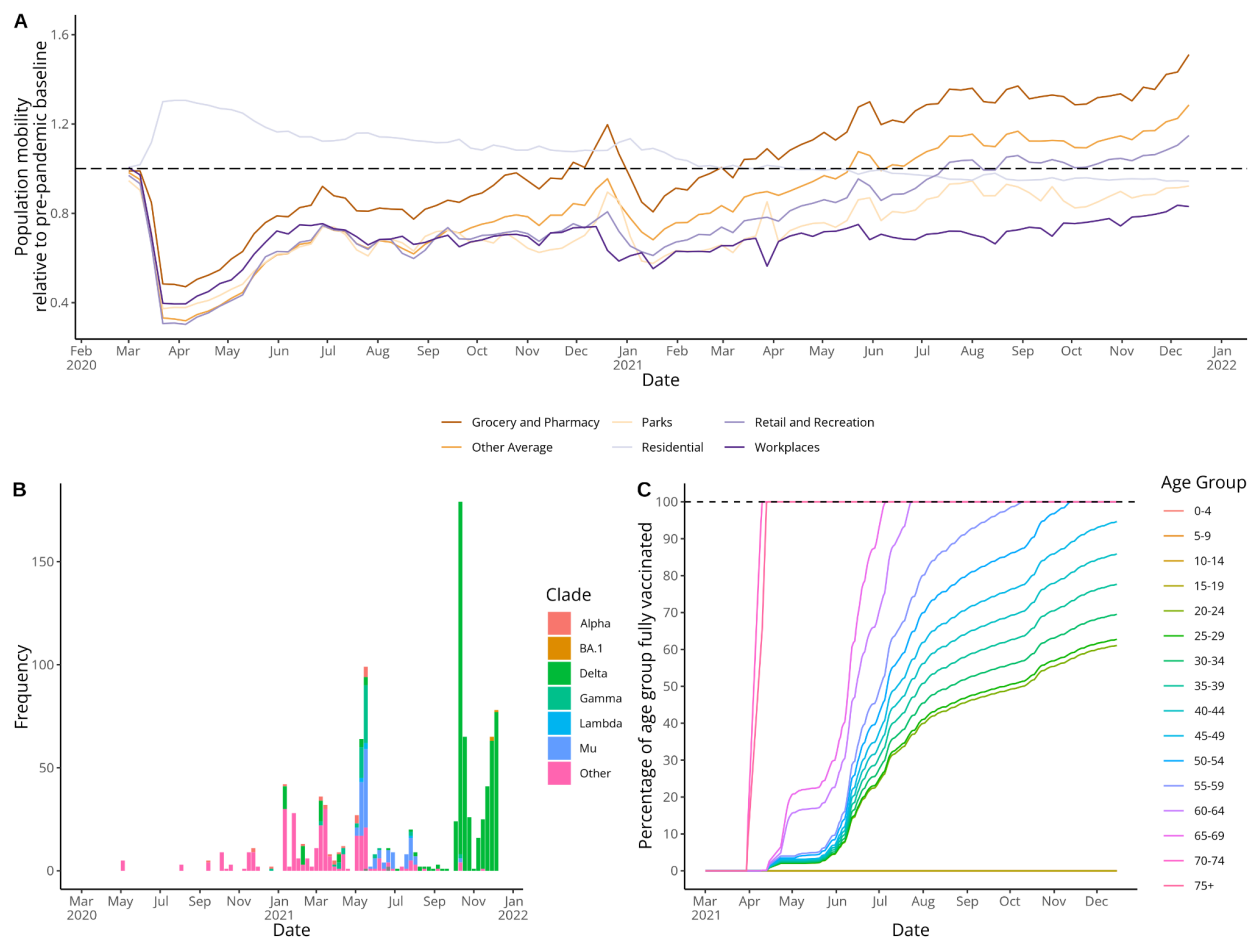 A
Population mobility
relative to pre-pandemic baseline
1.6
1.2
0.8
0.4
Feb Mar Apr May Jun Jul Aug Sep Oct Nov Dec Jan Feb Mar Apr May Jun Jul Aug Sep Oct Nov Dec Jan
2020 2021 2022
Date
Grocery and Pharmacy Parks Retail and Recreation
Other Average Residential Workplaces
B
Frequency
150
100
50
0
Mar May Jul Sep Nov Jan Mar May Jul Sep Nov Jan
2020 2021 2022
Date
Clade
Alpha
BA.1
Delta
Gamma
Lambda
Mu
Other
C
Percentage of age group fully vaccinated
100
90
80
70
60
50
40
30
20
10
0
Mar Apr May Jun Jul Aug Sep Oct Nov Dec
2021
Date
Age Group
0-4
5-9
10-14
15-19
20-24
25-29
30-34
35-39
40-44
45-49
50-54
55-59
60-64
65-69
70-74
75+